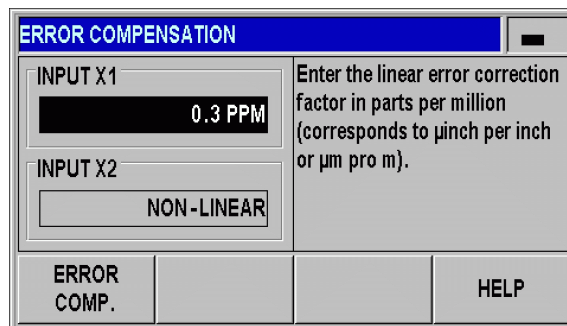 ERROR COMPENSATION
INPUT X1
0.3 PPM
INPUT X2
NON-LINEAR
Enter the linear error correction
factor in parts per million
(corresponds to µinch per inch
or µm pro m).
ERROR
COMP.
HELP